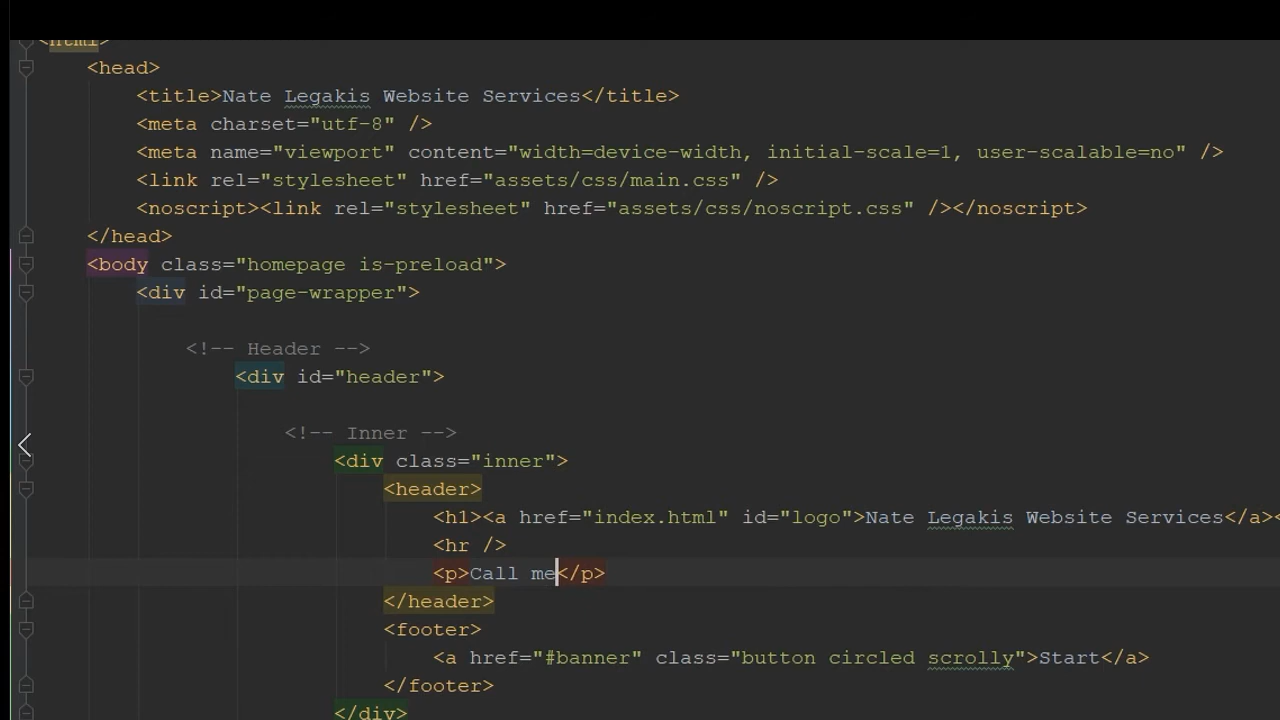 <html>
<head>
<title>Nate Legakis Website Services</title>
<meta charset="utf-8" />
<meta name="viewport" content="width=device-width, initial-scale=1, user-scalable=no" />
<link rel="stylesheet" href="assets/css/main.css" />
<noscript><link rel="stylesheet" href="assets/css/noscript.css" /></noscript>
</head>
<body class="homepage is-preload">
<div id="page-wrapper">
<!-- Header -->
<div id="header">
<!-- Inner -->
<div class="inner">
<header>
<h1><a href="index.html" id="logo">Nate Legakis Website Services</a><
<hr />
<p>Call me</p>
</header>
<footer>
<a href="#banner" class="button circled scrolly">Start</a>
</footer>
</div>